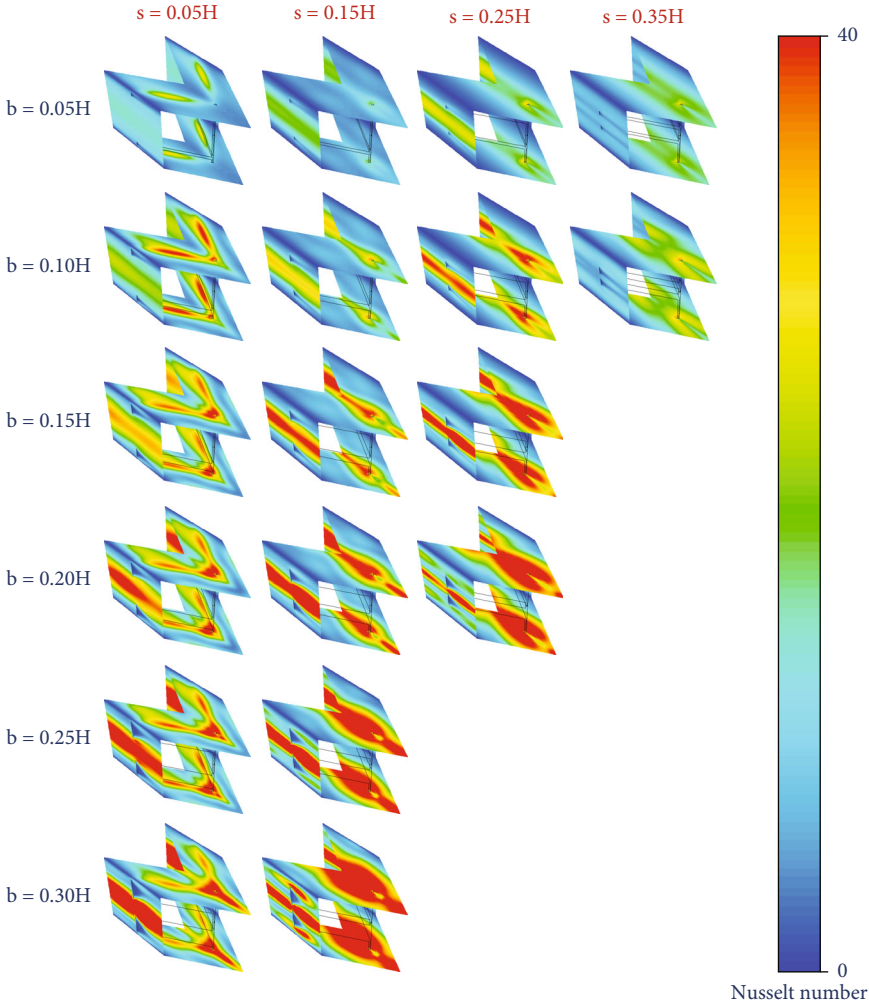 s = 0.05H s = 0.15H s = 0.25H s = 0.35H
40
b = 0.05H
b = 0.10H
b = 0.15H
b = 0.20H
b = 0.25H
b = 0.30H
0
Nusselt number